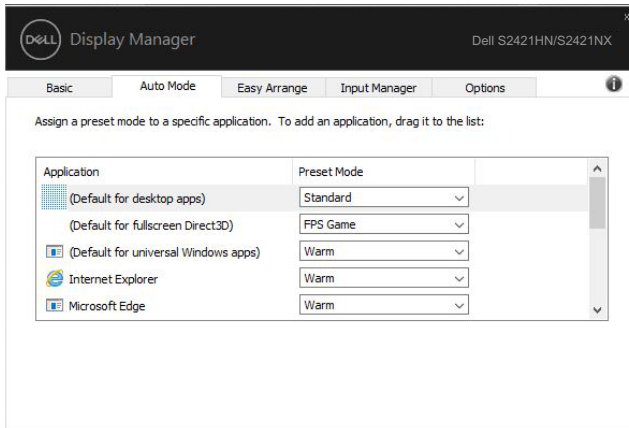 DELL Display Manager
Dell S2421HN/S2421NX
Basic Auto Mode Easy Arrange Input Manager Options
Assign a preset mode to a specific application. To add an application, drag it to the list:
Application Preset Mode
(Default for desktop apps) Standard
(Default for fullscreen Direct3D) FPS Game
(Default for universal Windows apps) Warm
Internet Explorer Warm
Microsoft Edge Warm